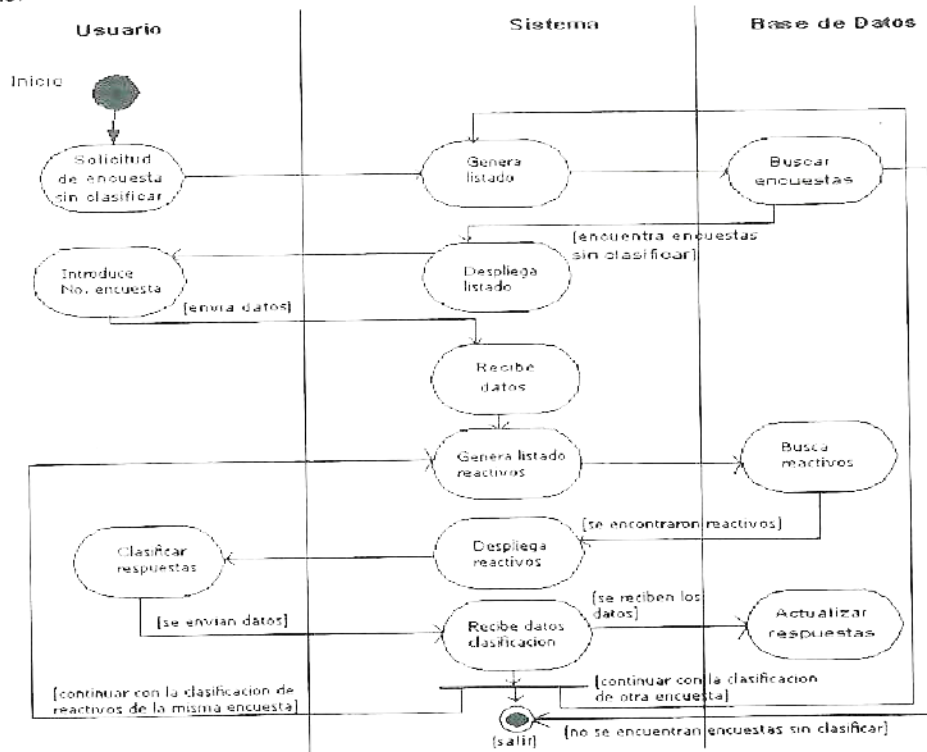 Usuario
Sistema
Base de Datos
Inicio
Solicitud
de encuesta
sin clasificar
Genera
listado
Buscar
encuestas
[encuentra encuestas
sin clasificar]
Introduce
No. encuesta
Despliega
listado
[envia datos]
Recibe
datos
Genera listado
reactivos
Busca
reactivos
[se encontraron reactivos]
Clasificar
respuestas
Despliega
reactivos
[se envian datos]
Recibe datos
clasificacion
[se reciben los
datos]
Actualizar
respuestas
[continuar con la clasificacion de
reactivos de la misma encuesta]
[continuar con la clasificacion
de otra encuesta]
[salir]
[no se encuentran encuestas sin clasificar]